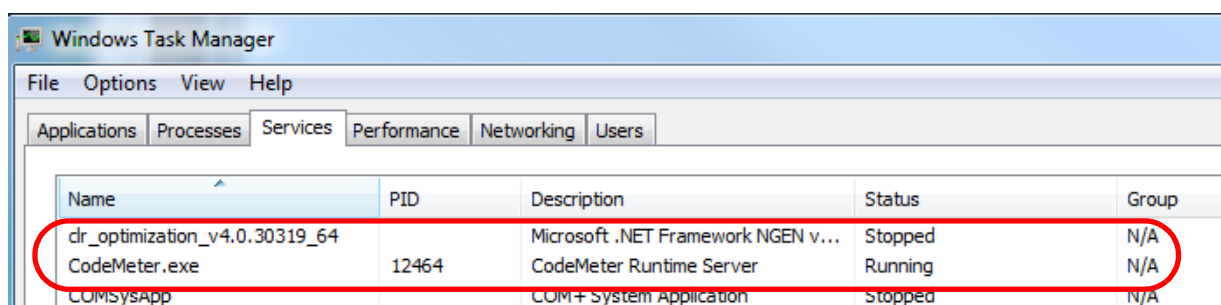 Windows Task Manager
File Options View Help
Applications Processes Services Performance Networking Users
Name PID Description Status Group
clr_optimization_v4.0.30319_64 Microsoft .NET Framework NGEN v... Stopped N/A
CodeMeter.exe 12464 CodeMeter Runtime Server Running N/A
COMSysApp COM+ System Application Stopped N/A